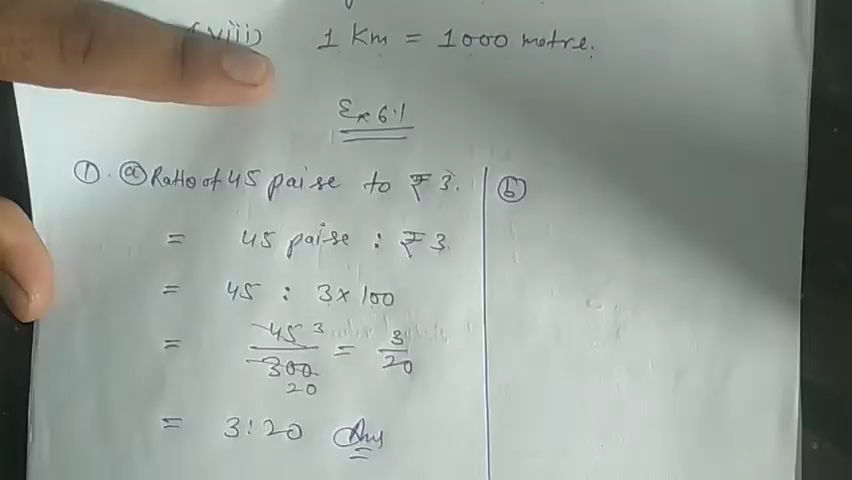 (viii) 1 Km = 1000 metre.
Ex 6.1
① . ⓐ Ratio of 45 paise to ₹ 3.
= 45 paise : ₹ 3
= 45 : 3 x 100
= 45 3 / 300 20 = 3/20
= 3:20 Ans
ⓑ